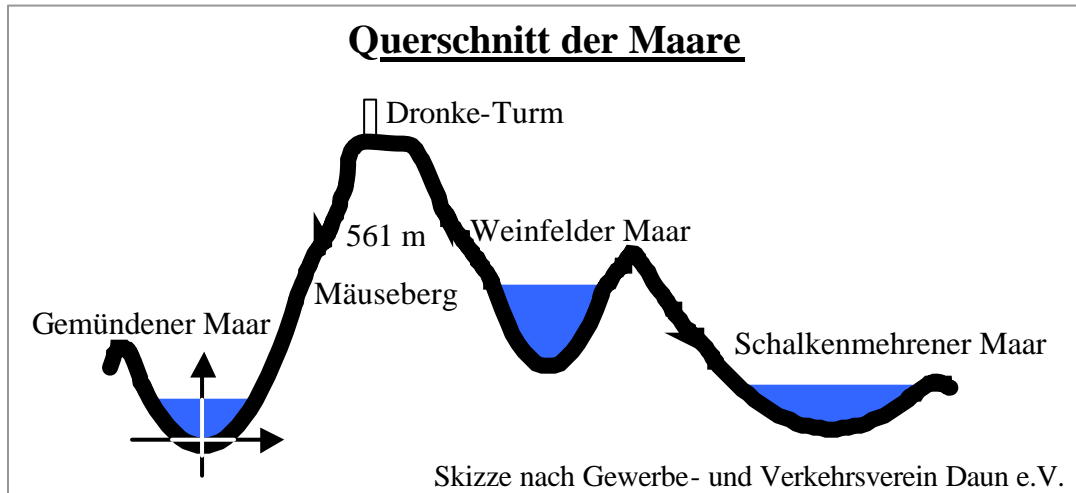 Querschnitt der Maare
Dronke-Turm
Weinfelder Maar
561 m
Mäuseberg
Gemündener Maar
Schalkenmehrener Maar
Skizze nach Gewerbe- und Verkehrsverein Daun e.V.